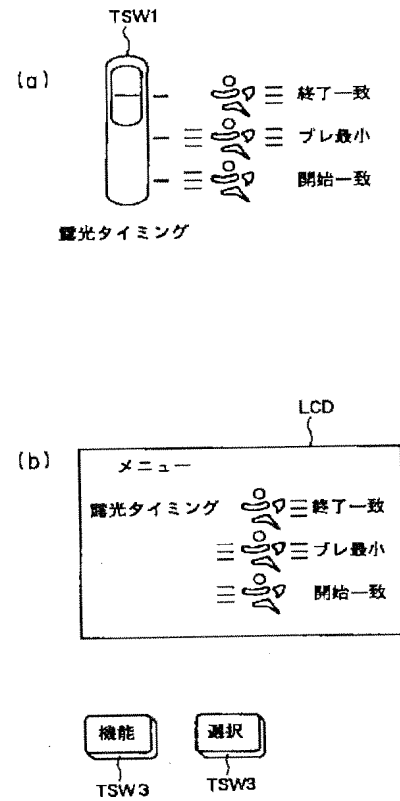 TSW1
(a)
終了一致
ブレ最小
開始一致
露光タイミング
LCD
(b)
メニュー
露光タイミング 終了一致
ブレ最小
開始一致
機能 選択
TSW3 TSW3